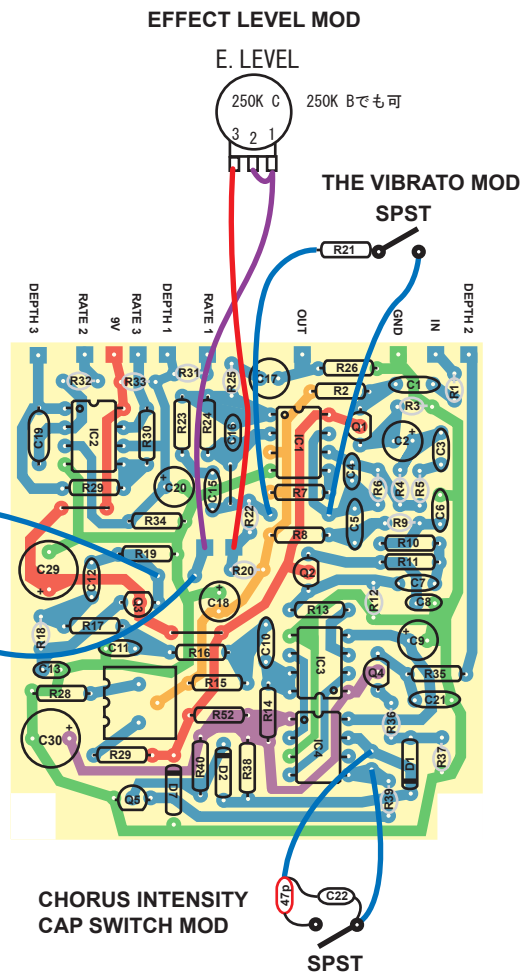 EFFECT LEVEL MOD
E. LEVEL
250K C 250K Bでも可
3 2 1
THE VIBRATO MOD
SPST
R21
DEPTH 3
RATE 2
9V
RATE 3
DEPTH 1
RATE 1
OUT
GND
IN
DEPTH 2
R32
R33
R31
R25
C17
R26
R2
C1
R1
R3
C19
IC2
R30
R23
R24
C16
IC1
Q1
C2
C3
C4
R29
C20
C15
R7
R6
R4
R5
C6
R34
R22
C5
R9
R8
R10
R19
R11
C29
C12
R20
Q2
C7
Q3
C18
R12
C8
R18
R17
R13
C9
C11
R16
C10
IC3
C13
R28
R15
Q4
R35
C21
R52
R14
C30
IC4
R36
R29
R40
D2
R38
D1
R37
Q5
D7
R39
CHORUS INTENSITY
CAP SWITCH MOD
47p
C22
SPST